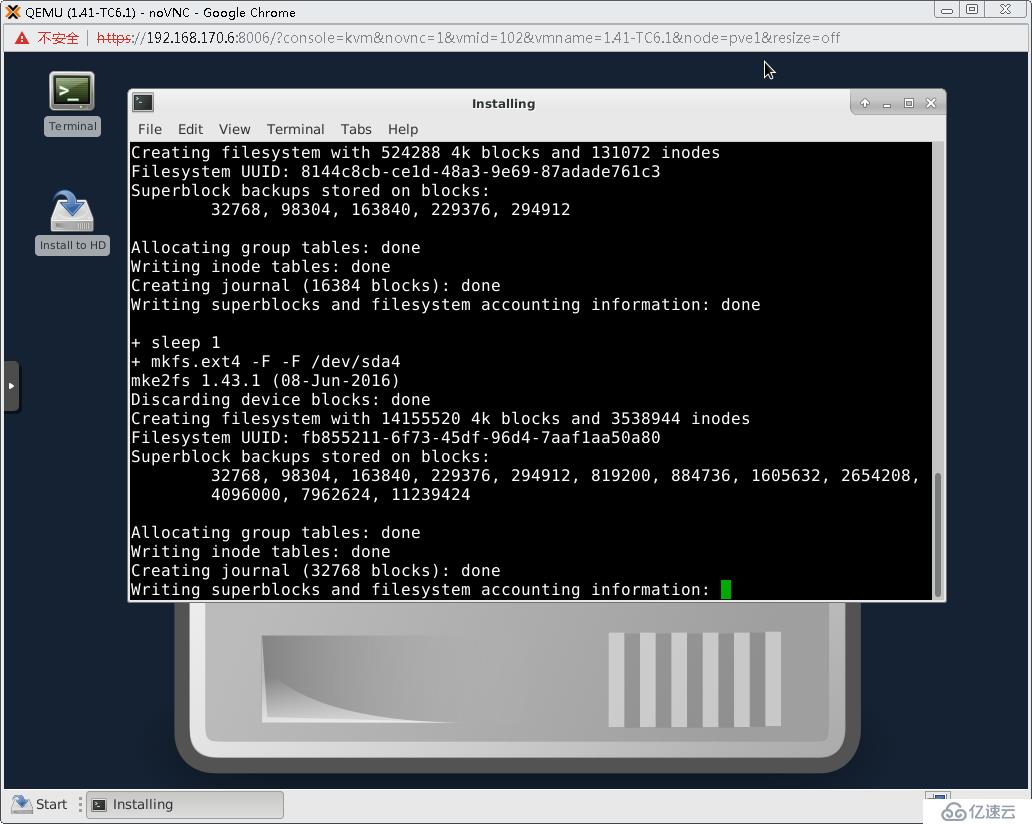 QEMU (1.41-TC6.1) - noVNC - Google Chrome
不安全 | https://192.168.170.6:8006/?console=kvm&novnc=1&vmid=102&vmname=1.41-TC6.1&node=pve1&resize=off
Terminal
Install to HD
Installing
File Edit View Terminal Tabs Help
Creating filesystem with 524288 4k blocks and 131072 inodes
Filesystem UUID: 8144c8cb-ce1d-48a3-9e69-87adade761c3
Superblock backups stored on blocks:
32768, 98304, 163840, 229376, 294912
Allocating group tables: done
Writing inode tables: done
Creating journal (16384 blocks): done
Writing superblocks and filesystem accounting information: done
+ sleep 1
+ mkfs.ext4 -F -F /dev/sda4
mke2fs 1.43.1 (08-Jun-2016)
Discarding device blocks: done
Creating filesystem with 14155520 4k blocks and 3538944 inodes
Filesystem UUID: fb855211-6f73-45df-96d4-7aaf1aa50a80
Superblock backups stored on blocks:
32768, 98304, 163840, 229376, 294912, 819200, 884736, 1605632, 2654208,
4096000, 7962624, 11239424
Allocating group tables: done
Writing inode tables: done
Creating journal (32768 blocks): done
Writing superblocks and filesystem accounting information:
Start
Installing
亿速云